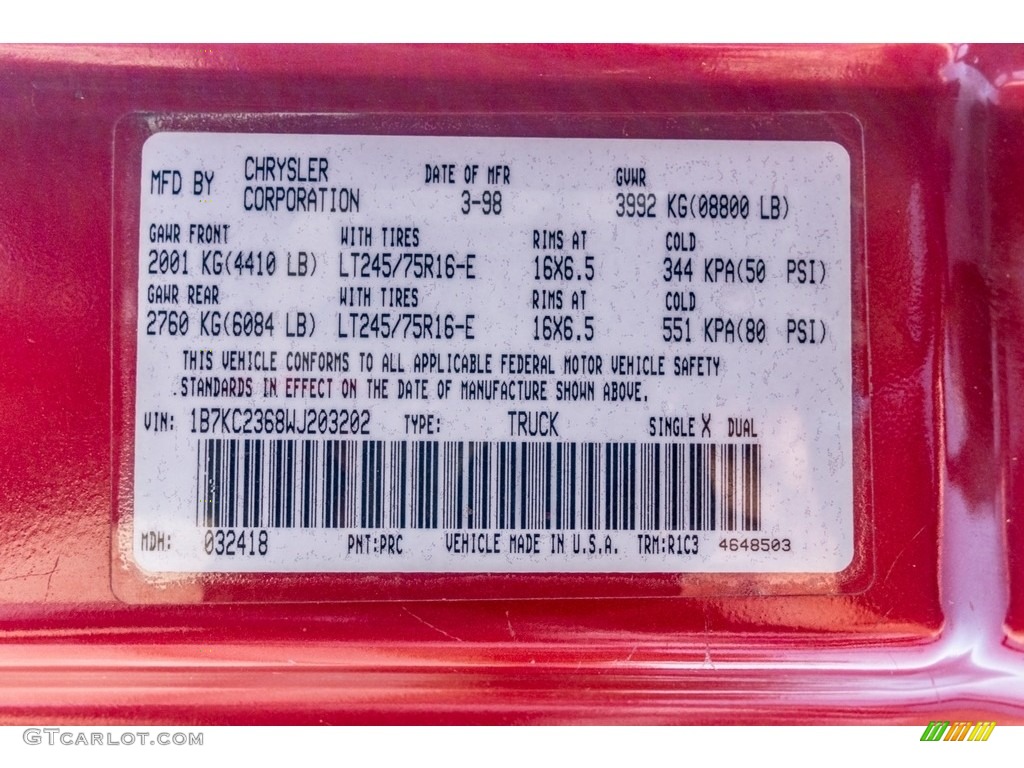 MFD BY CHRYSLER CORPORATION DATE OF MFR 3-98 GVWR 3992 KG(08800 LB)
GAWR FRONT WITH TIRES RIMS AT COLD
2001 KG(4410 LB) LT245/75R16-E 16X6.5 344 KPA(50 PSI)
GAWR REAR WITH TIRES RIMS AT COLD
2760 KG(6084 LB) LT245/75R16-E 16X6.5 551 KPA(80 PSI)
THIS VEHICLE CONFORMS TO ALL APPLICABLE FEDERAL MOTOR VEHICLE SAFETY
STANDARDS IN EFFECT ON THE DATE OF MANUFACTURE SHOWN ABOVE.
VIN: 1B7KC2368WJ203202 TYPE: TRUCK SINGLE X DUAL
MDH: 032418 PNT:PRC VEHICLE MADE IN U.S.A. TRM:R1C3 4648503
GTCARLOT.COM